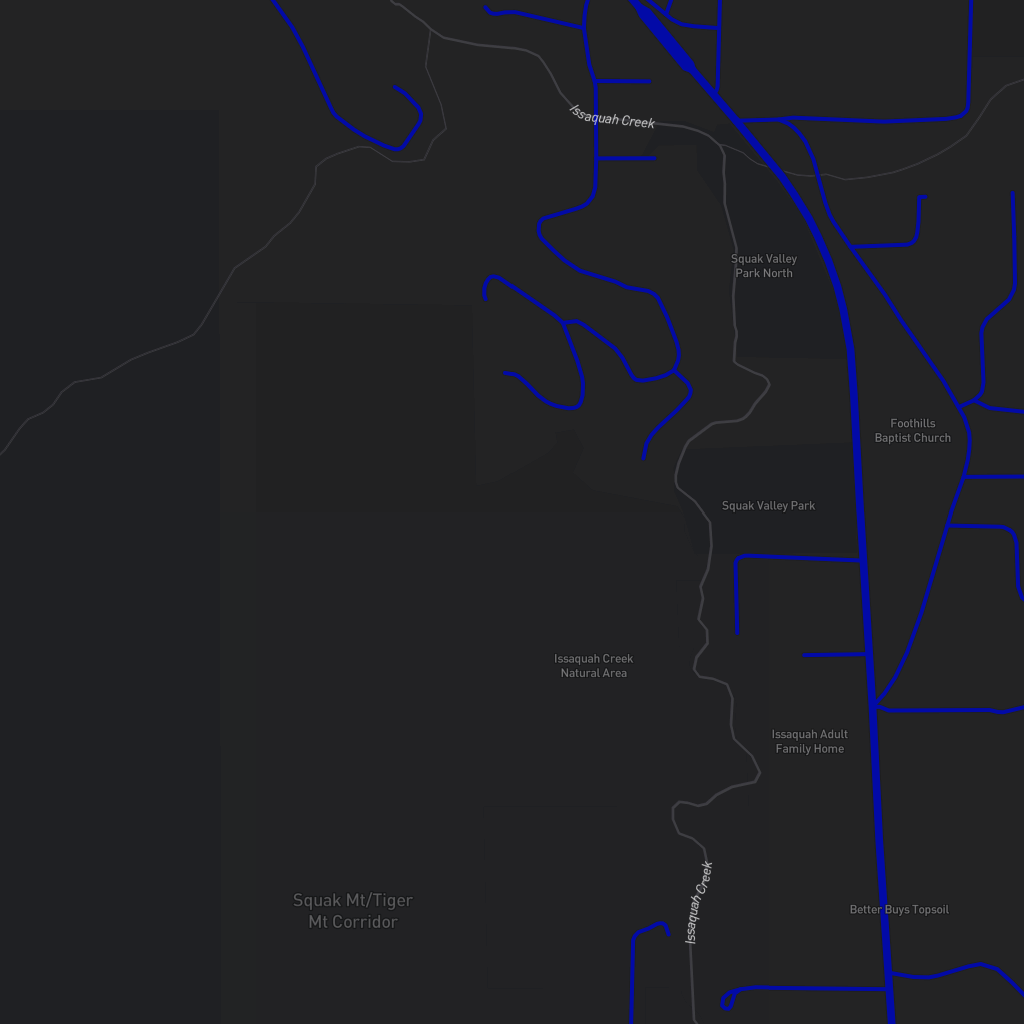 Issaquah Creek
Squak Valley
Park North
Foothills
Baptist Church
Squak Valley Park
Issaquah Creek
Natural Area
Issaquah Adult
Family Home
Issaquah Creek
Squak Mt/Tiger
Mt Corridor
Better Buys Topsoil